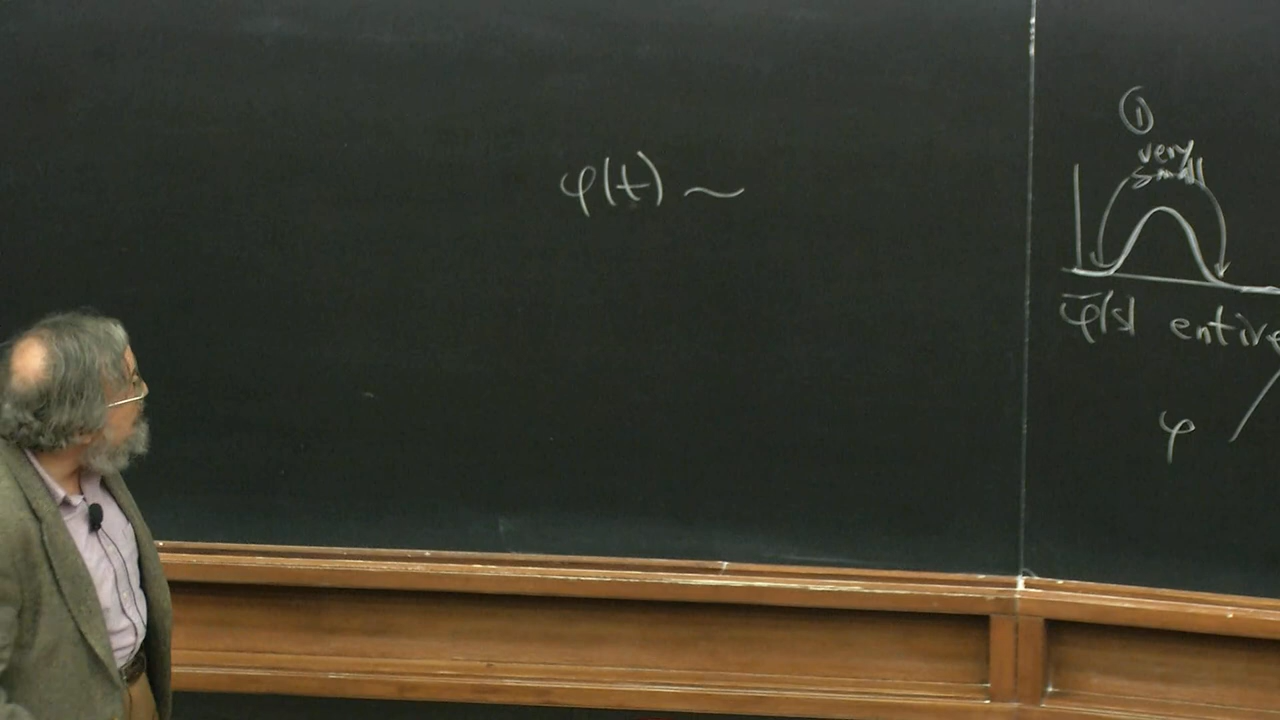 φ(t) ~
①
very
small
φ̃(s) entire
φ